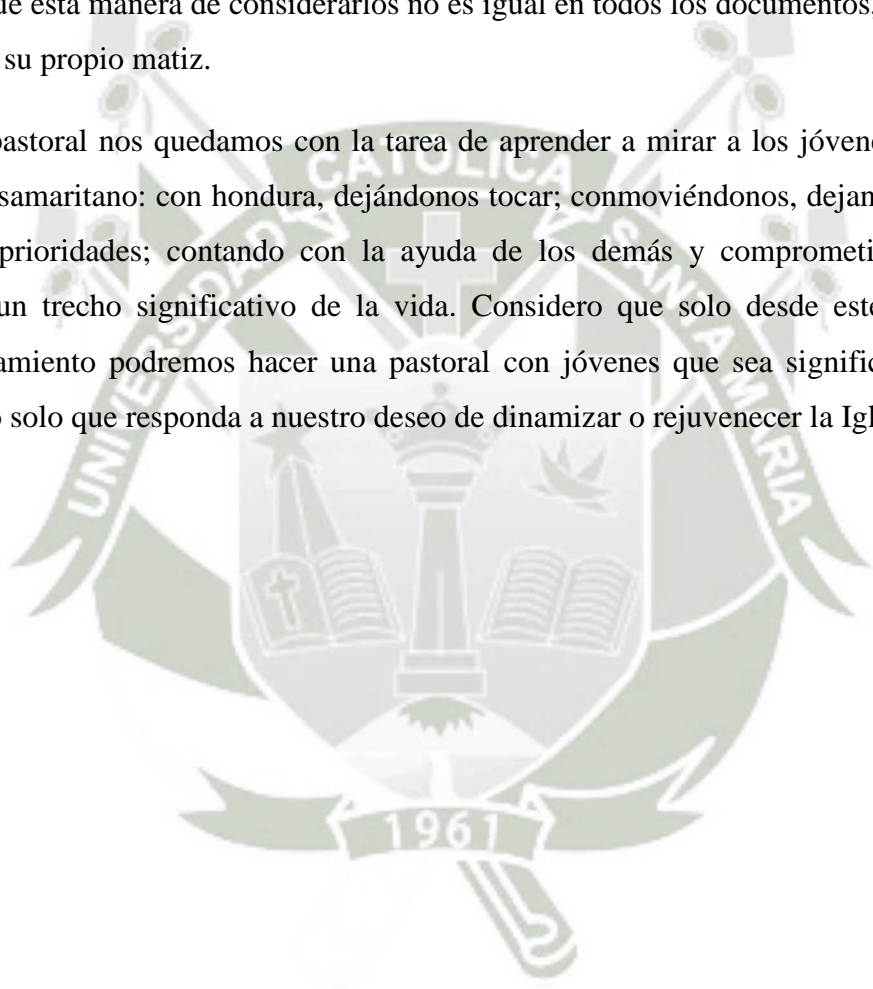 de esta manera de considerarlos no es igual en todos los documentos,
su propio matiz.
pastoral nos quedamos con la tarea de aprender a mirar a los jóvene
samaritano: con hondura, dejándonos tocar; conmoviéndonos, dejan
prioridades; contando con la ayuda de los demás y comprometi
un trecho significativo de la vida. Considero que solo desde este
amiento podremos hacer una pastoral con jóvenes que sea signific
o solo que responda a nuestro deseo de dinamizar o rejuvenecer la Igl
UNIVERSIDAD CATOLICA SANTA MARIA
1961